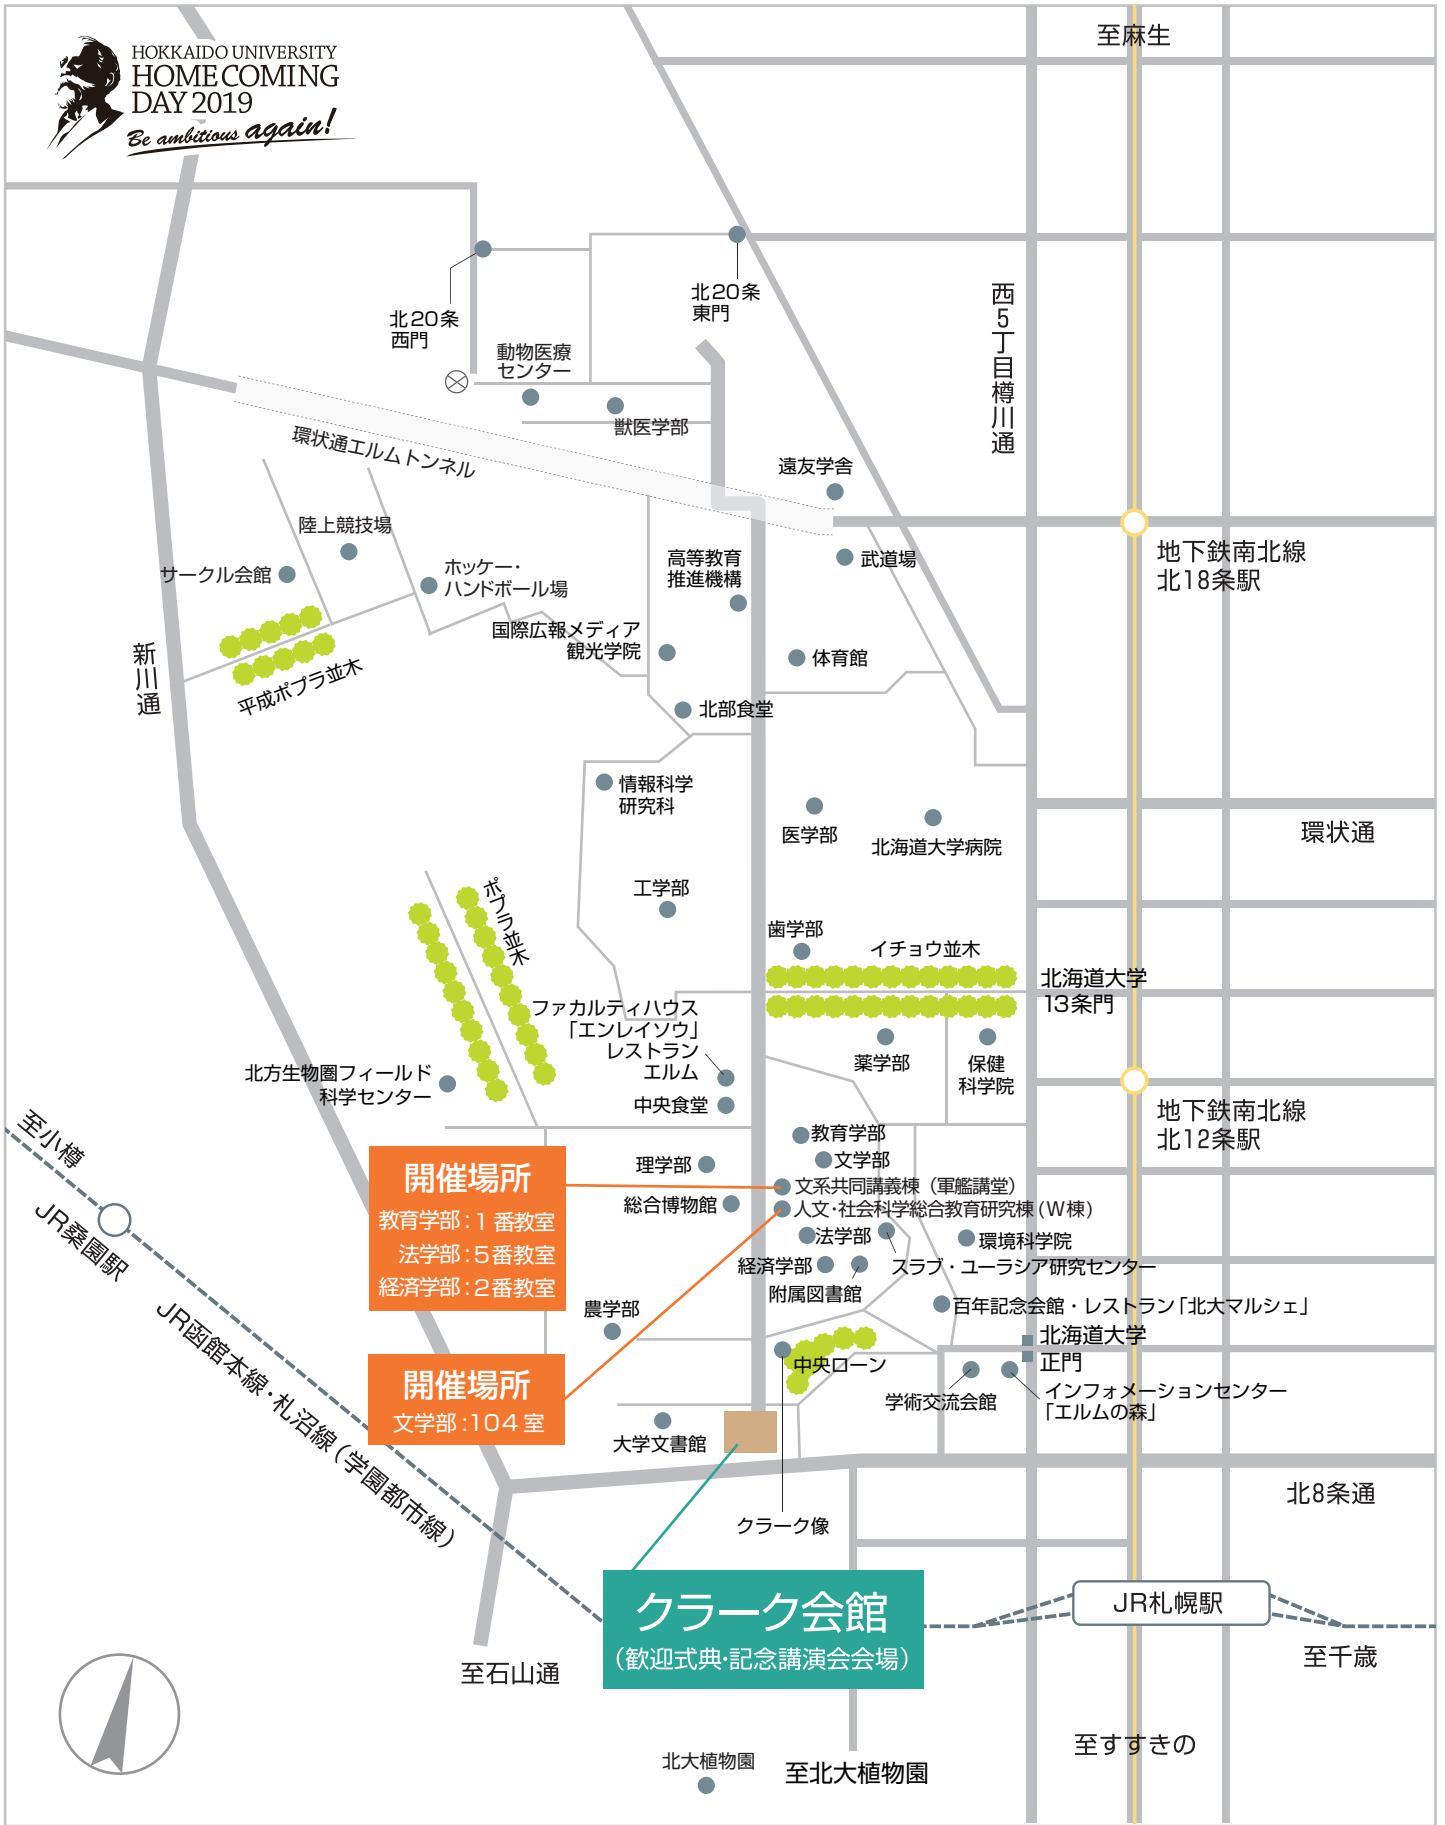 至麻生
HOKKAIDO UNIVERSITY
HOME COMING
DAY 2019
Be ambitious again!
北20条
西門
北20条
東門
西5丁目樽川通
動物医療
センター
獣医学部
環状通エルムトンネル
遠友学舎
陸上競技場
サークル会館
ホッケー・
ハンドボール場
高等教育
推進機構
武道場
地下鉄南北線
北18条駅
国際広報メディア
観光学院
体育館
新川通
平成ポプラ並木
北部食堂
情報科学
研究科
医学部
北海道大学病院
環状通
工学部
ポプラ並木
歯学部
イチョウ並木
北海道大学
13条門
ファカルティハウス
「エンレイソウ」
レストラン
エルム
薬学部
保健
科学院
北方生物圏フィールド
科学センター
中央食堂
地下鉄南北線
北12条駅
至小樽
JR桑園駅
教育学部
文学部
理学部
開催場所
教育学部:1番教室
法学部:5番教室
経済学部:2番教室
文系共同講義棟（軍艦講堂）
人文・社会科学総合教育研究棟(W棟)
総合博物館
法学部
環境科学院
経済学部
スラブ・ユーラシア研究センター
附属図書館
百年記念会館・レストラン「北大マルシェ」
農学部
北海道大学
正門
JR函館本線・札沼線（学園都市線）
開催場所
文学部:104室
中央ローン
学術交流会館
インフォメーションセンター
「エルムの森」
大学文書館
北8条通
クラーク像
クラーク会館
（歓迎式典・記念講演会会場）
JR札幌駅
至石山通
至千歳
至すすきの
北大植物園
至北大植物園